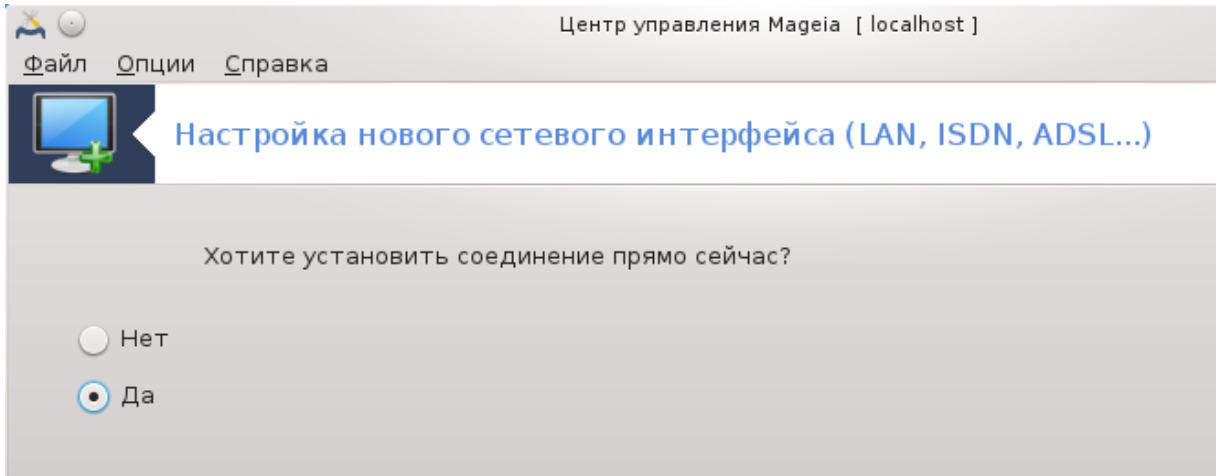 Центр управления Mageia [ localhost ]
Файл Опции Справка
Настройка нового сетевого интерфейса (LAN, ISDN, ADSL...)
Хотите установить соединение прямо сейчас?
Нет
Да